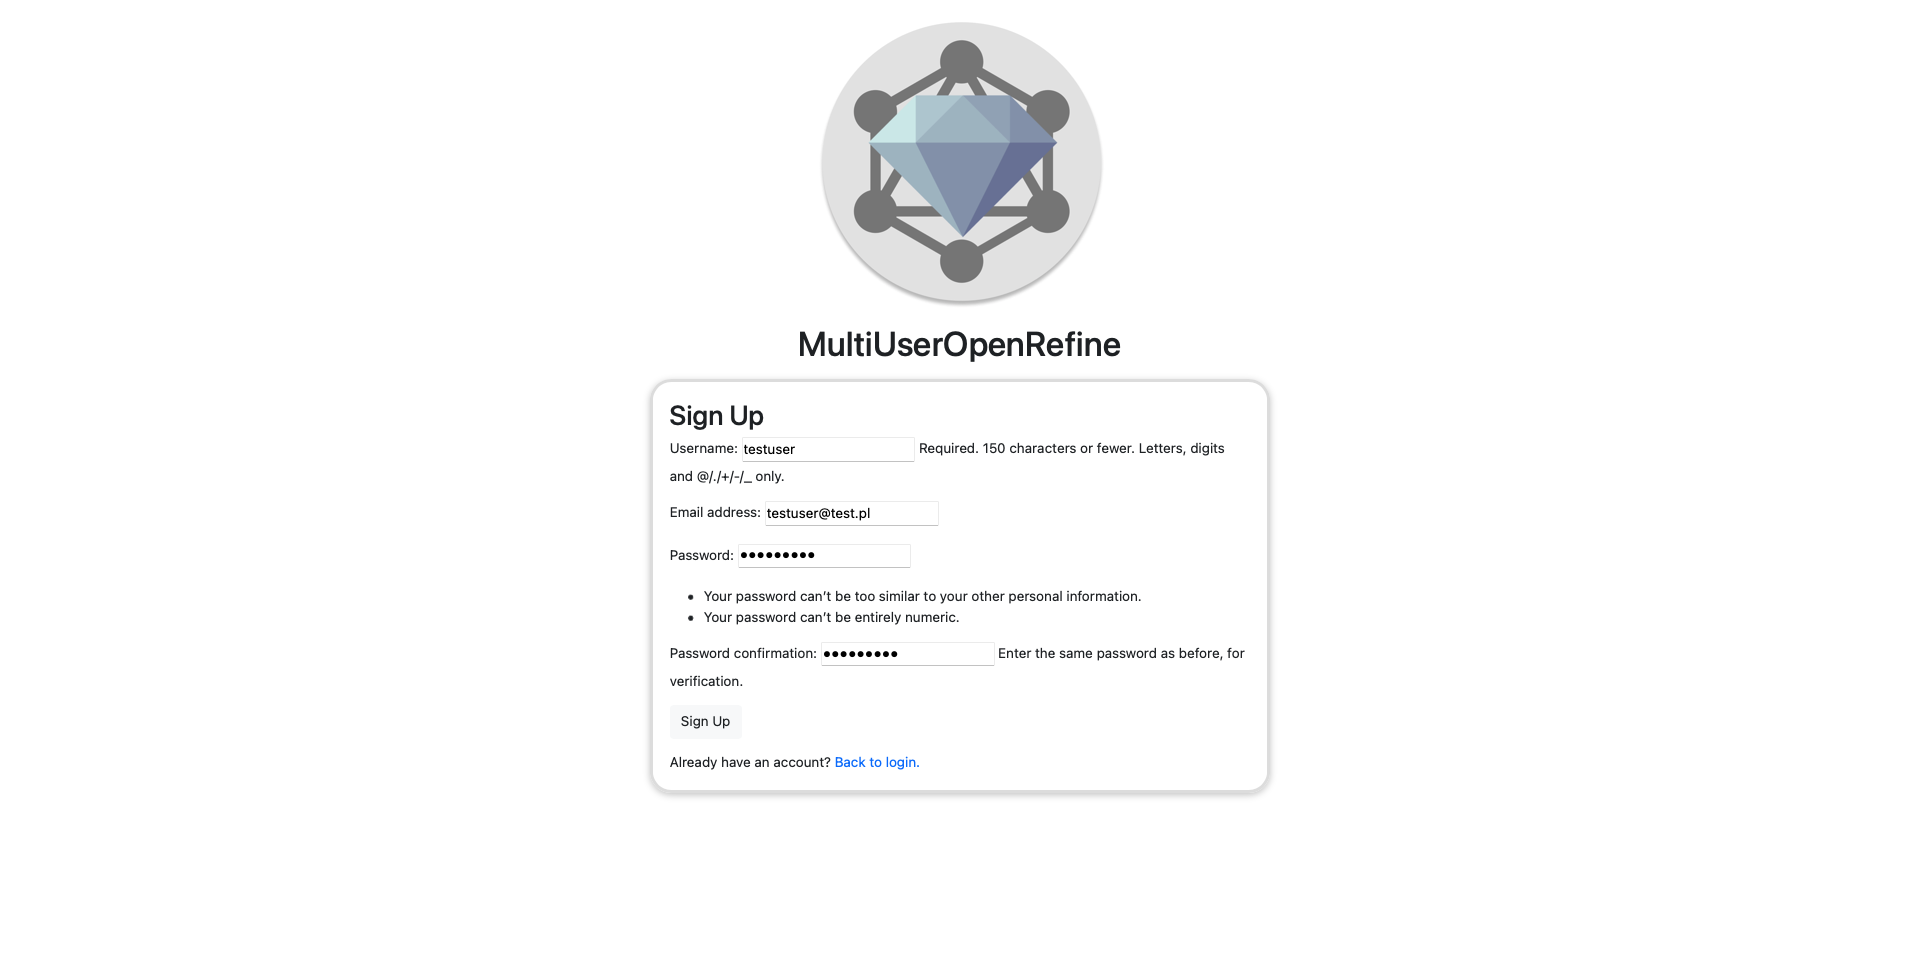 MultiUserOpenRefine
Sign Up
Username: testuser Required. 150 characters or fewer. Letters, digits
and @/./+/-/_ only.
Email address: testuser@test.pl
Password: •••••••••
• Your password can’t be too similar to your other personal information.
• Your password can’t be entirely numeric.
Password confirmation: ••••••••• Enter the same password as before, for
verification.
Sign Up
Already have an account? Back to login.